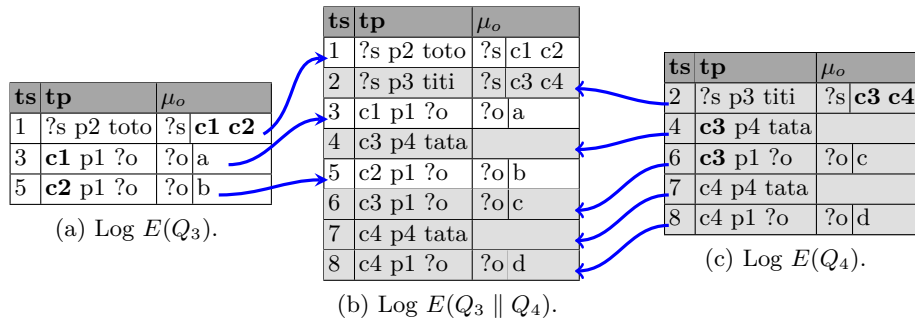 ts tp μo
1 ?s p2 toto ?s c1 c2
3 c1 p1 ?o ?o a
5 c2 p1 ?o ?o b
(a) Log E(Q3).
ts tp μo
1 ?s p2 toto ?s c1 c2
2 ?s p3 titi ?s c3 c4
3 c1 p1 ?o ?o a
4 c3 p4 tata
5 c2 p1 ?o ?o b
6 c3 p1 ?o ?o c
7 c4 p4 tata
8 c4 p1 ?o ?o d
(b) Log E(Q3 ∥ Q4).
ts tp μo
2 ?s p3 titi ?s c3 c4
4 c3 p4 tata
6 c3 p1 ?o ?o c
7 c4 p4 tata
8 c4 p1 ?o ?o d
(c) Log E(Q4).